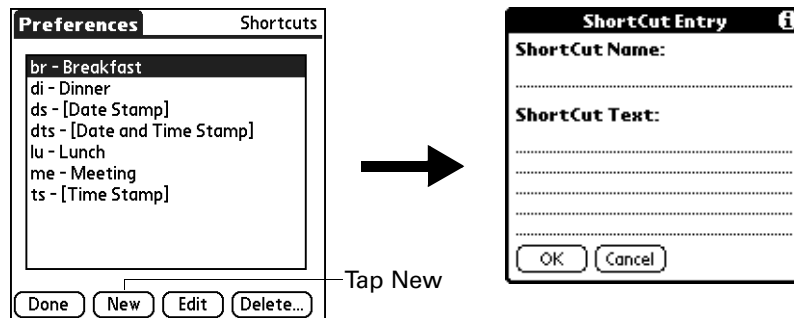 Preferences Shortcuts
br - Breakfast
di - Dinner
ds - [Date Stamp]
dts - [Date and Time Stamp]
lu - Lunch
me - Meeting
ts - [Time Stamp]
Done New Edit Delete...
Tap New
ShortCut Entry i
ShortCut Name:
ShortCut Text:
OK Cancel